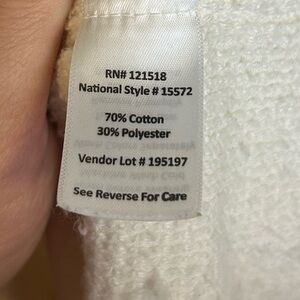 RN# 121518
National Style # 15572
70% Cotton
30% Polyester
Vendor Lot # 195197
See Reverse For Care